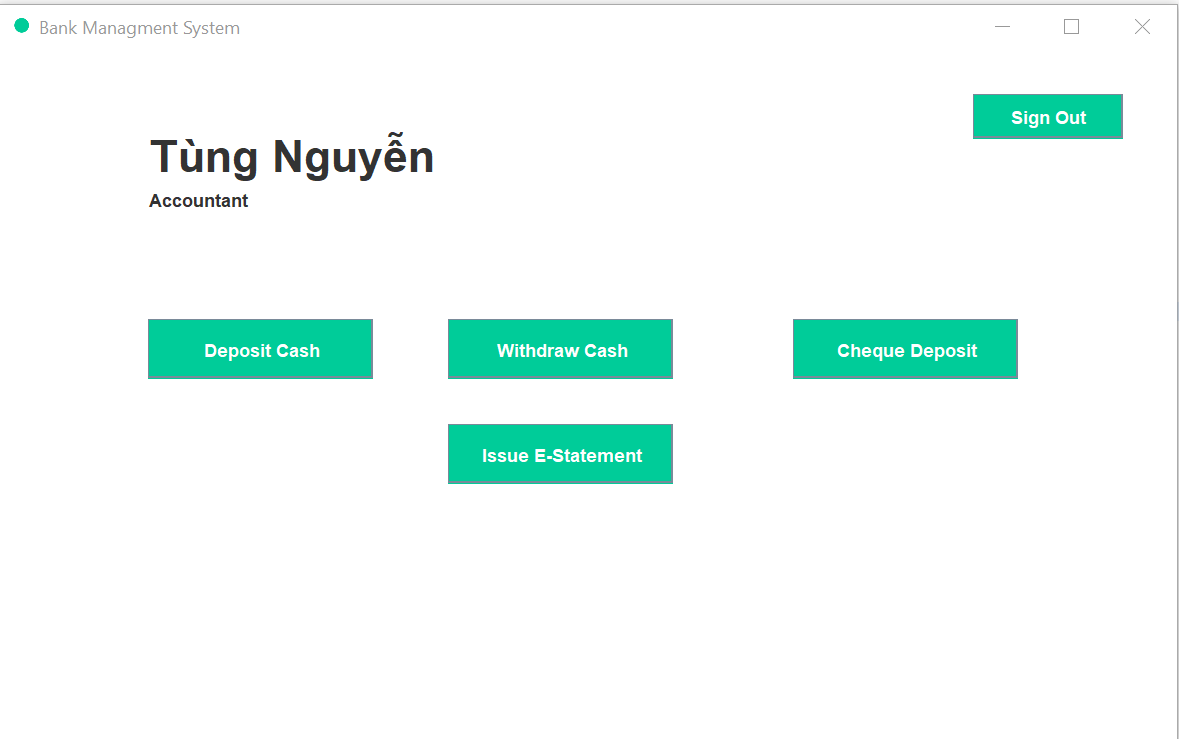 Bank Managment System
Sign Out
Tùng Nguyễn
Accountant
Deposit Cash
Withdraw Cash
Cheque Deposit
Issue E-Statement